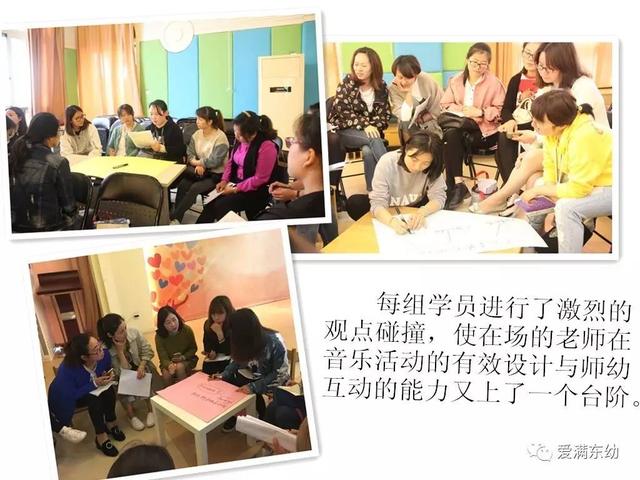 每组学员进行了激烈的
观点碰撞，使在场的老师在
音乐活动的有效设计与师幼
互动的能力又上了一个台阶。
爱满东幼